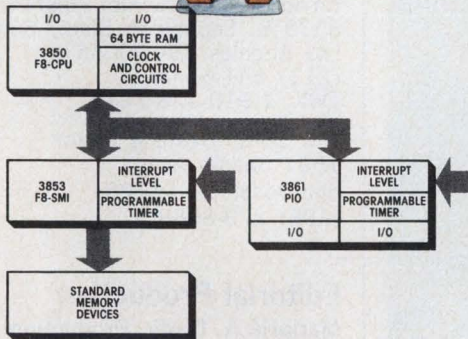 I/O I/O
3850
F8-CPU
64 BYTE RAM
CLOCK
AND CONTROL
CIRCUITS
3853
F8-SMI
INTERRUPT
LEVEL
PROGRAMMABLE
TIMER
3861
PIO
INTERRUPT
LEVEL
PROGRAMMABLE
TIMER
I/O I/O
STANDARD
MEMORY
DEVICES